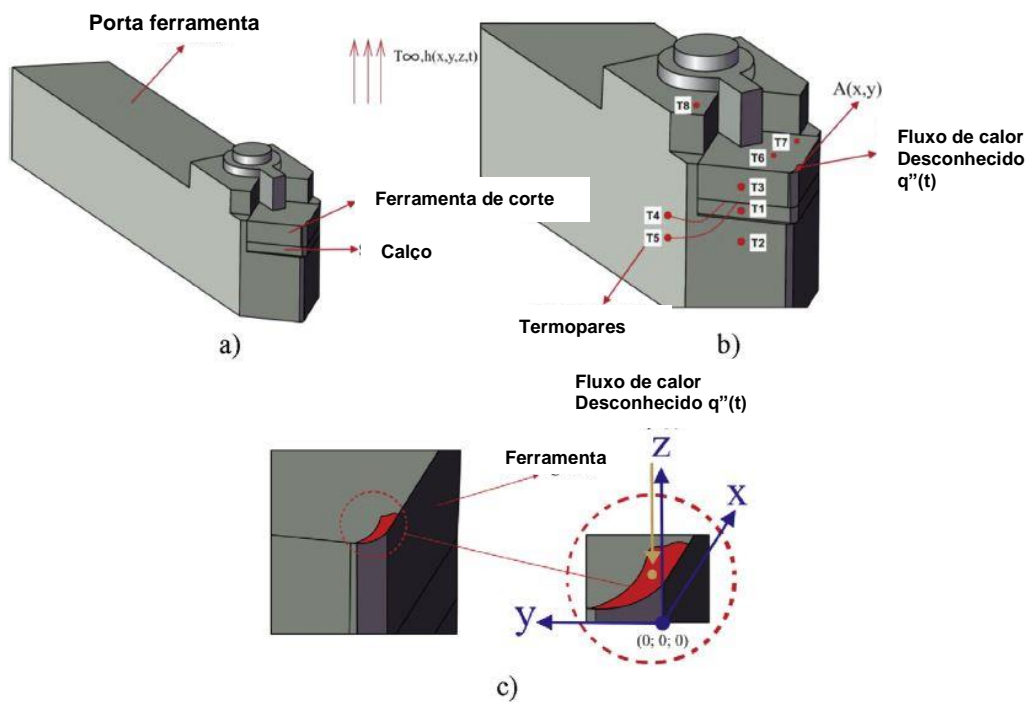 Porta ferramenta
T∞,h(x,y,z,t)
Ferramenta de corte
Calço
a)
T8
A(x,y)
T7
T6
Fluxo de calor
Desconhecido
q”(t)
T3
T4
T1
T5
T2
Termopares
b)
Fluxo de calor
Desconhecido q”(t)
Ferramenta
z
x
y
(0; 0; 0)
c)